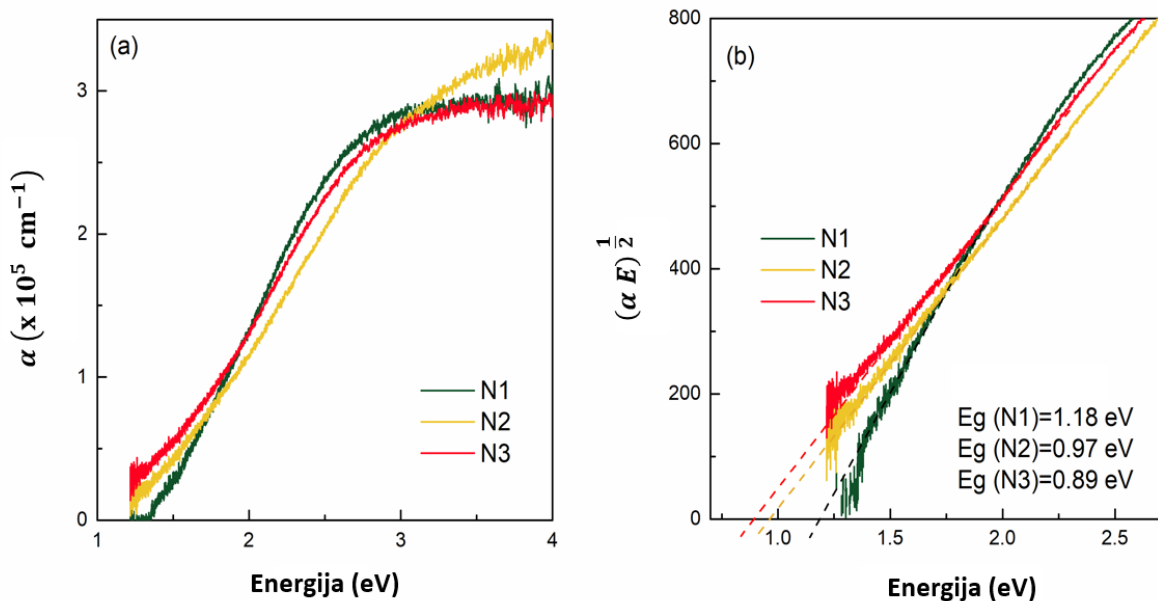 (a)
α (x 10⁵ cm⁻¹)
3
2
1
0
N1
N2
N3
1
2
3
4
Energija (eV)
(b)
(α E) ½
800
600
400
200
0
N1
N2
N3
Eg (N1)=1.18 eV
Eg (N2)=0.97 eV
Eg (N3)=0.89 eV
1.0
1.5
2.0
2.5
Energija (eV)